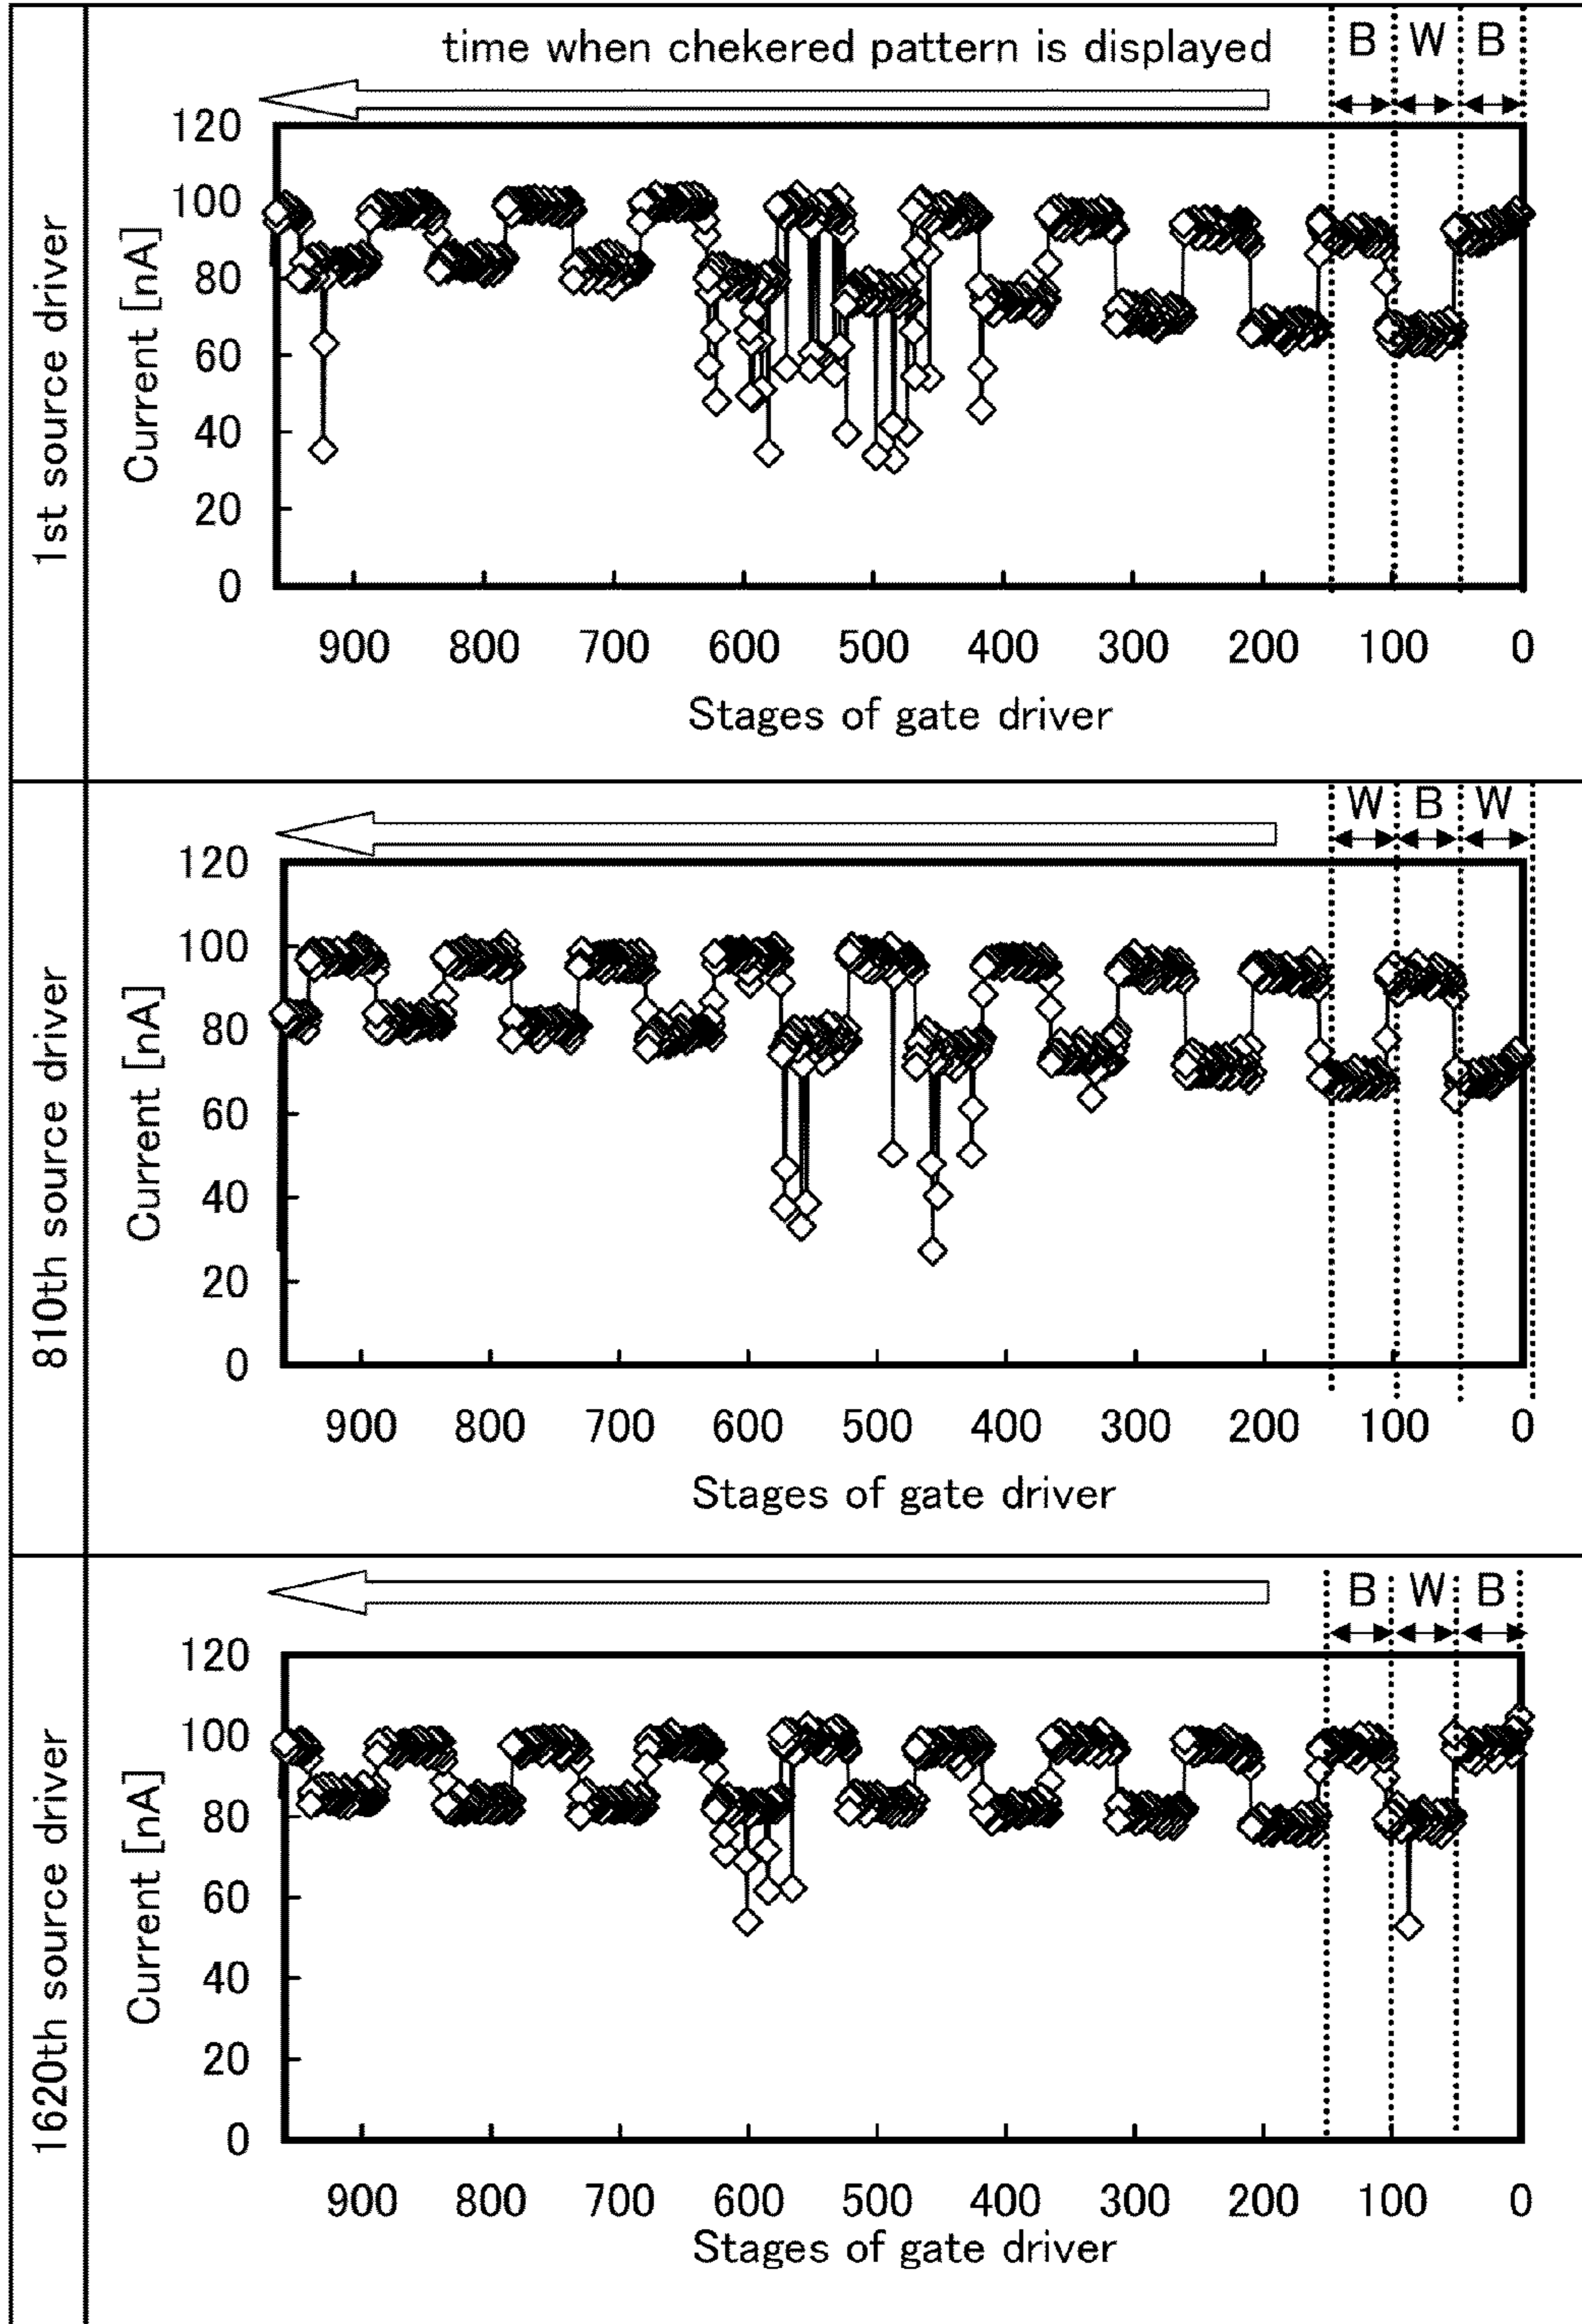 1st source driver
time when chekered pattern is displayed
B W B
Current [nA]
120
100
80
60
40
20
0
900 800 700 600 500 400 300 200 100 0
Stages of gate driver
810th source driver
W B W
Current [nA]
120
100
80
60
40
20
0
900 800 700 600 500 400 300 200 100 0
Stages of gate driver
1620th source driver
B W B
Current [nA]
120
100
80
60
40
20
0
900 800 700 600 500 400 300 200 100 0
Stages of gate driver